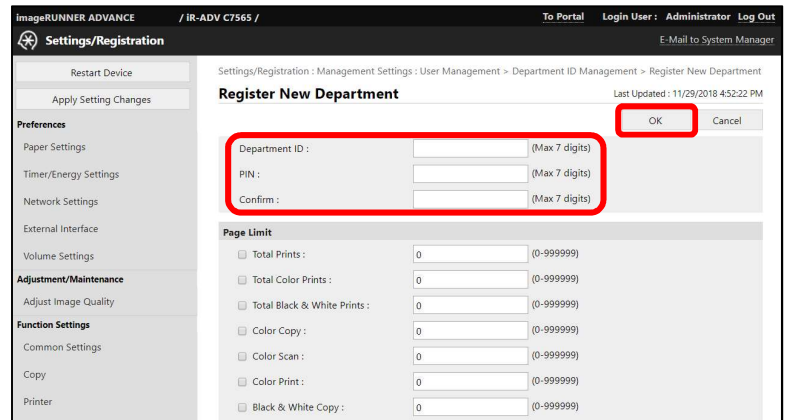 imageRUNNER ADVANCE / iR-ADV C7565 / To Portal Login User : Administrator Log Out
Settings/Registration E-Mail to System Manager
Restart Device
Apply Setting Changes
Preferences
Paper Settings
Timer/Energy Settings
Network Settings
External Interface
Volume Settings
Adjustment/Maintenance
Adjust Image Quality
Function Settings
Common Settings
Copy
Printer
Settings/Registration : Management Settings : User Management > Department ID Management > Register New Department
Register New Department Last Updated : 11/29/2018 4:52:22 PM
OK Cancel
Department ID : (Max 7 digits)
PIN : (Max 7 digits)
Confirm : (Max 7 digits)
Page Limit
Total Prints : 0 (0-999999)
Total Color Prints : 0 (0-999999)
Total Black & White Prints : 0 (0-999999)
Color Copy : 0 (0-999999)
Color Scan : 0 (0-999999)
Color Print : 0 (0-999999)
Black & White Copy : 0 (0-999999)